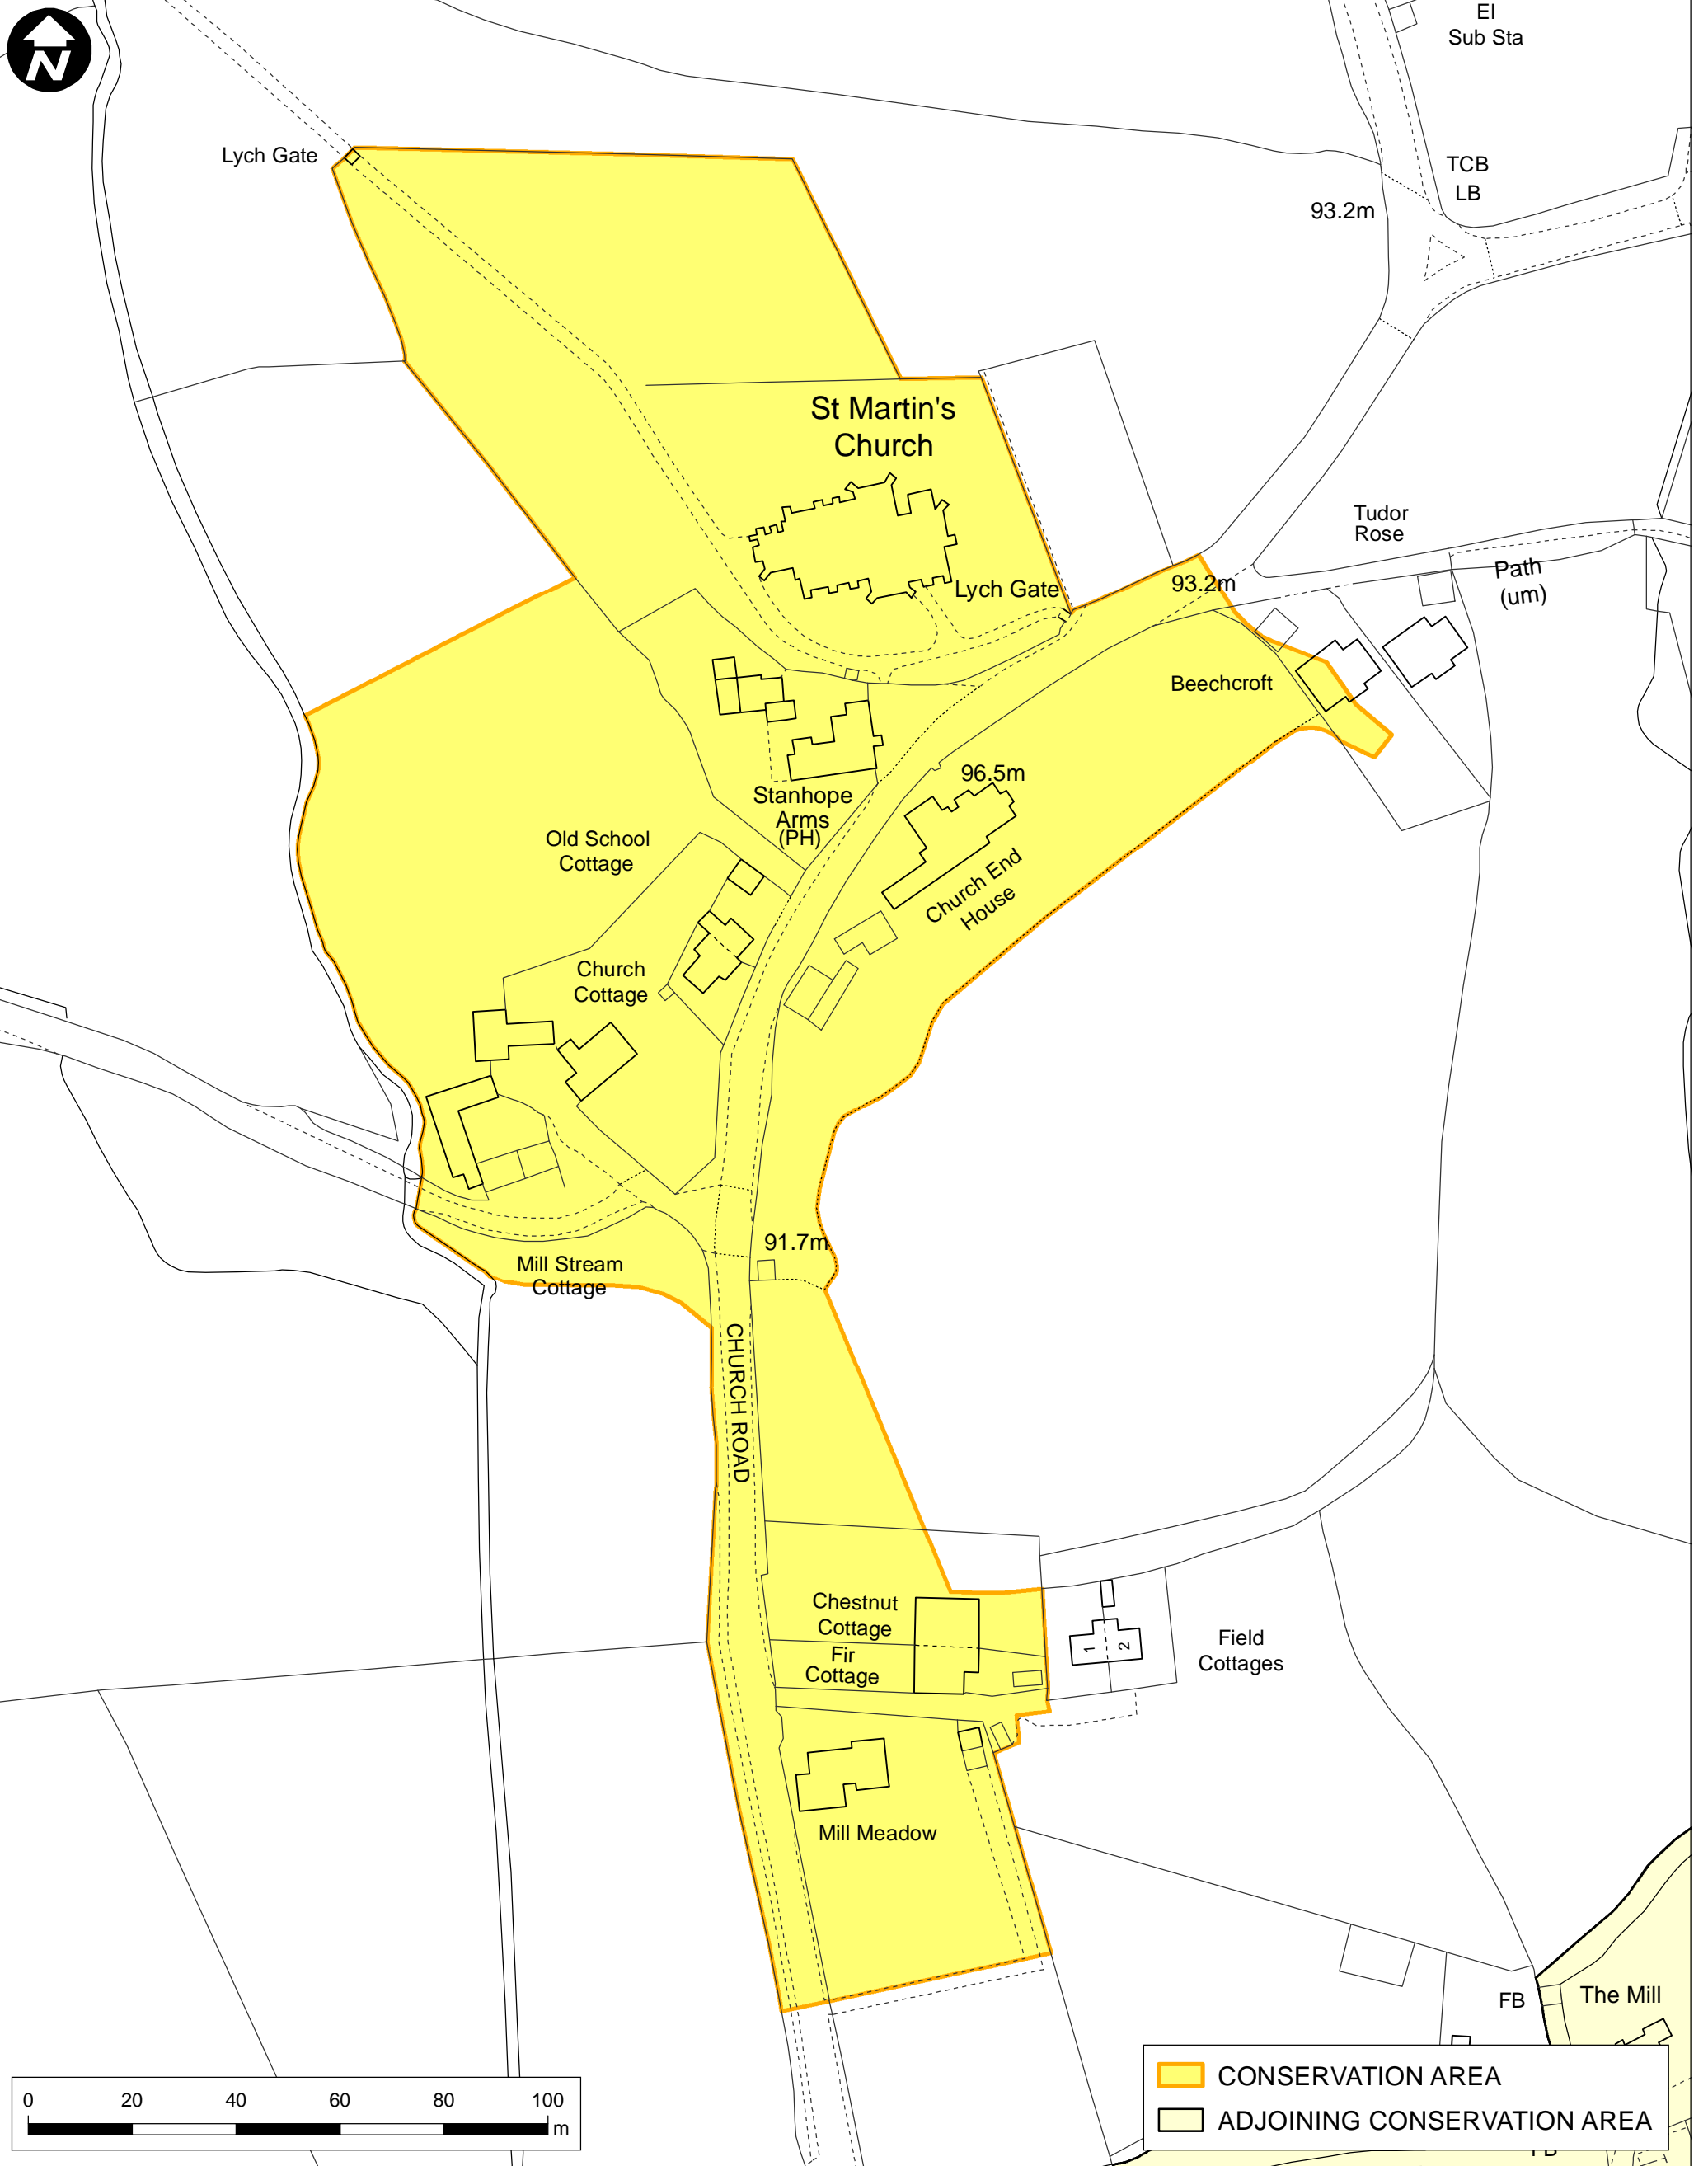 N
El
Sub Sta
Lych Gate
TCB
LB
93.2m
St Martin's
Church
Tudor
Rose
Path
(um)
Lych Gate
93.2m
Beechcroft
96.5m
Stanhope
Arms
(PH)
Old School
Cottage
Church End
House
Church
Cottage
91.7m
Mill Stream
Cottage
CHURCH ROAD
Chestnut
Cottage
Fir
Cottage
1
2
Field
Cottages
Mill Meadow
FB
The Mill
CONSERVATION AREA
ADJOINING CONSERVATION AREA
FB
0 20 40 60 80 100
m